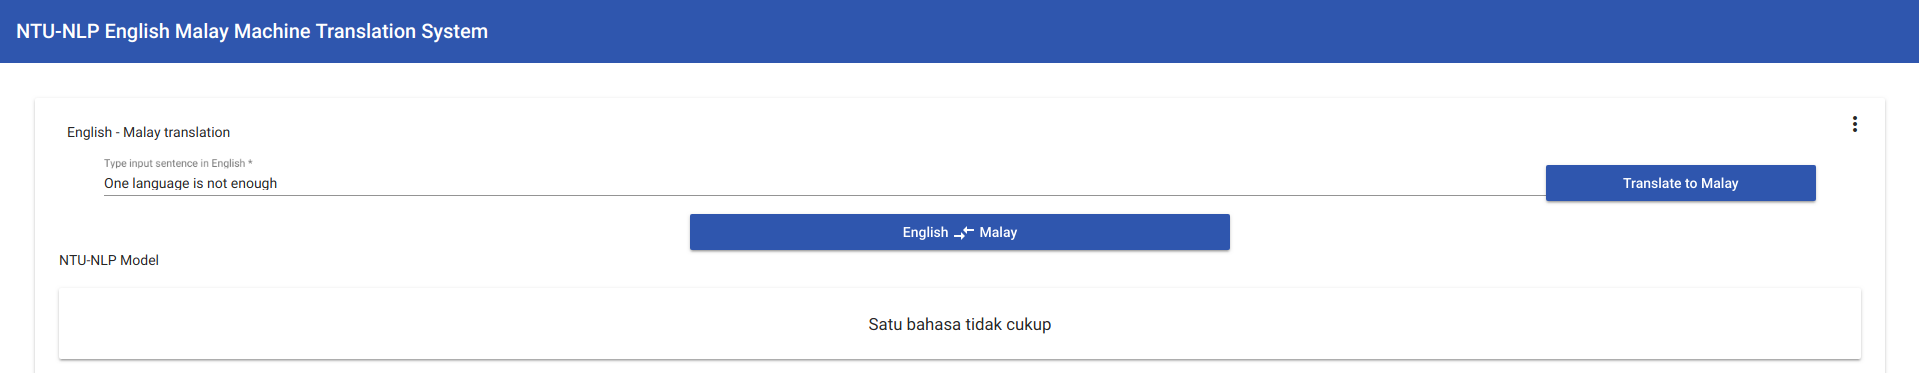 NTU-NLP English Malay Machine Translation System
English - Malay translation
Type input sentence in English *
One language is not enough
Translate to Malay
English Malay
NTU-NLP Model
Satu bahasa tidak cukup